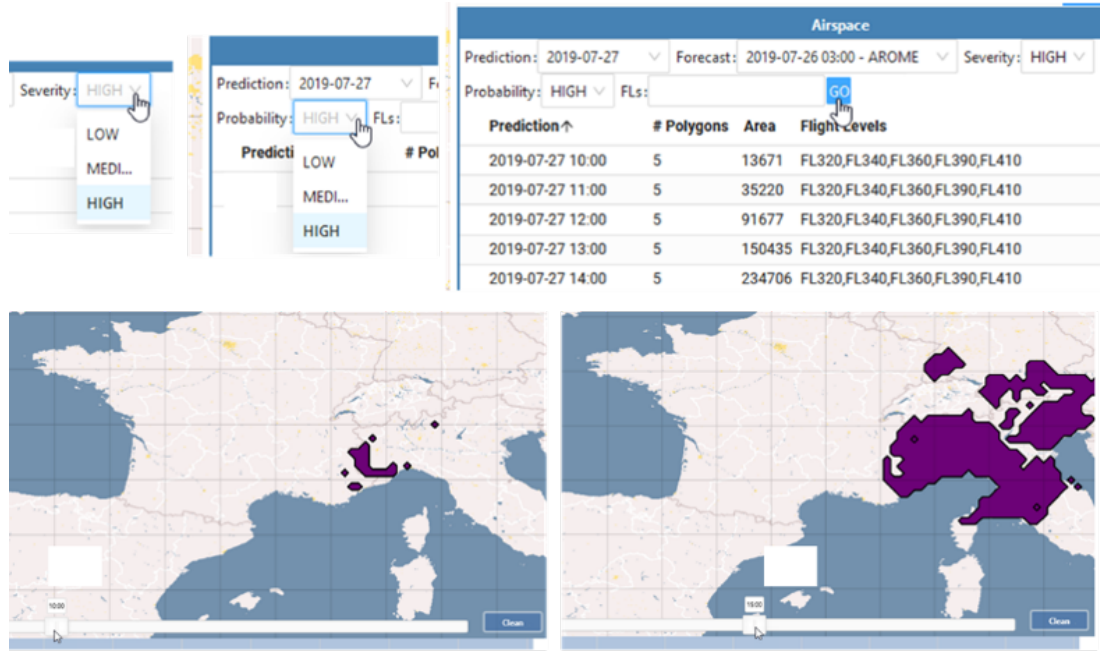 Severity: HIGH
LOW
MEDI...
HIGH
Prediction: 2019-07-27
Probability: HIGH FLs:
Predicti # Pol
LOW
MEDI...
HIGH
Airspace
Prediction: 2019-07-27 Forecast: 2019-07-26 03:00 - AROME Severity: HIGH
Probability: HIGH FLs: GO
Prediction↑ # Polygons Area Flight Levels
2019-07-27 10:00 5 13671 FL320,FL340,FL360,FL390,FL410
2019-07-27 11:00 5 35220 FL320,FL340,FL360,FL390,FL410
2019-07-27 12:00 5 91677 FL320,FL340,FL360,FL390,FL410
2019-07-27 13:00 5 150435 FL320,FL340,FL360,FL390,FL410
2019-07-27 14:00 5 234706 FL320,FL340,FL360,FL390,FL410
10:00
Clean
15:00
Clean